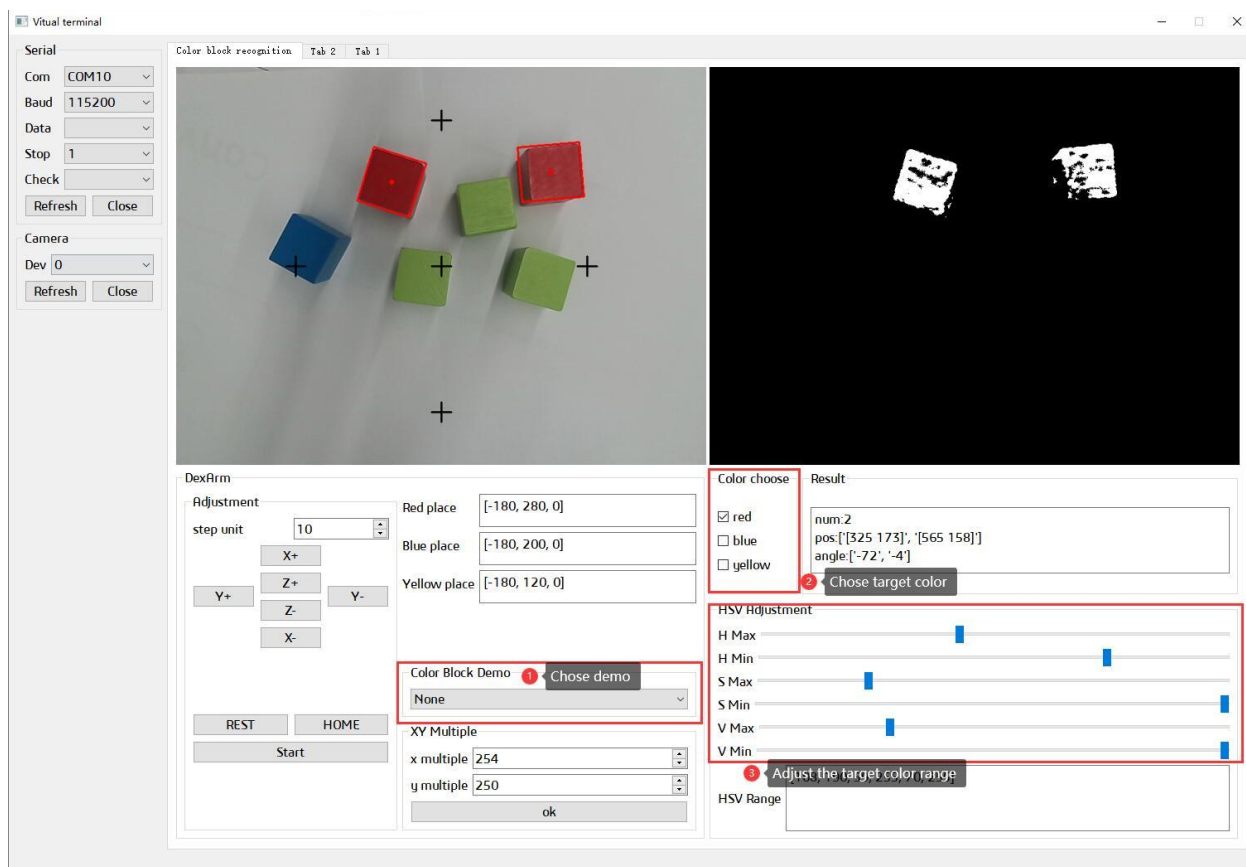 Vitual terminal
Serial
Com COM10
Baud 115200
Data
Stop 1
Check
Refresh Close
Camera
Dev 0
Refresh Close
Color block recognition Tab 2 Tab 1
DexArm
Adjustment
step unit 10
X+
Z+
Y+ Y-
Z-
X-
REST HOME
Start
Red place [-180, 280, 0]
Blue place [-180, 200, 0]
Yellow place [-180, 120, 0]
Color Block Demo
1 Chose demo
None
XY Multiple
x multiple 254
y multiple 250
ok
Color choose
red
blue
yellow
2 Chose target color
Result
num:2
pos:['[325 173]', '[565 158]']
angle:['-72', '-4']
HSV Adjustment
H Max
H Min
S Max
S Min
V Max
V Min
3 Adjust the target color range
HSV Range